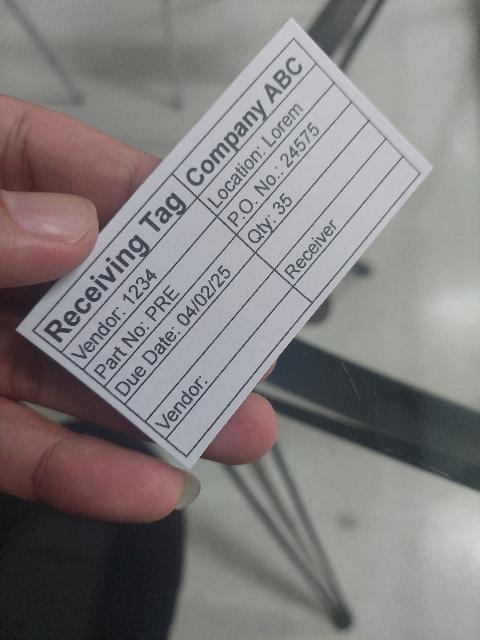 Receiving Tag Company ABC
Vendor: 1234 Location: Lorem
Part No: PRE P.O. No.: 24575
Due Date: 04/02/25 Qty: 35
Vendor: Receiver